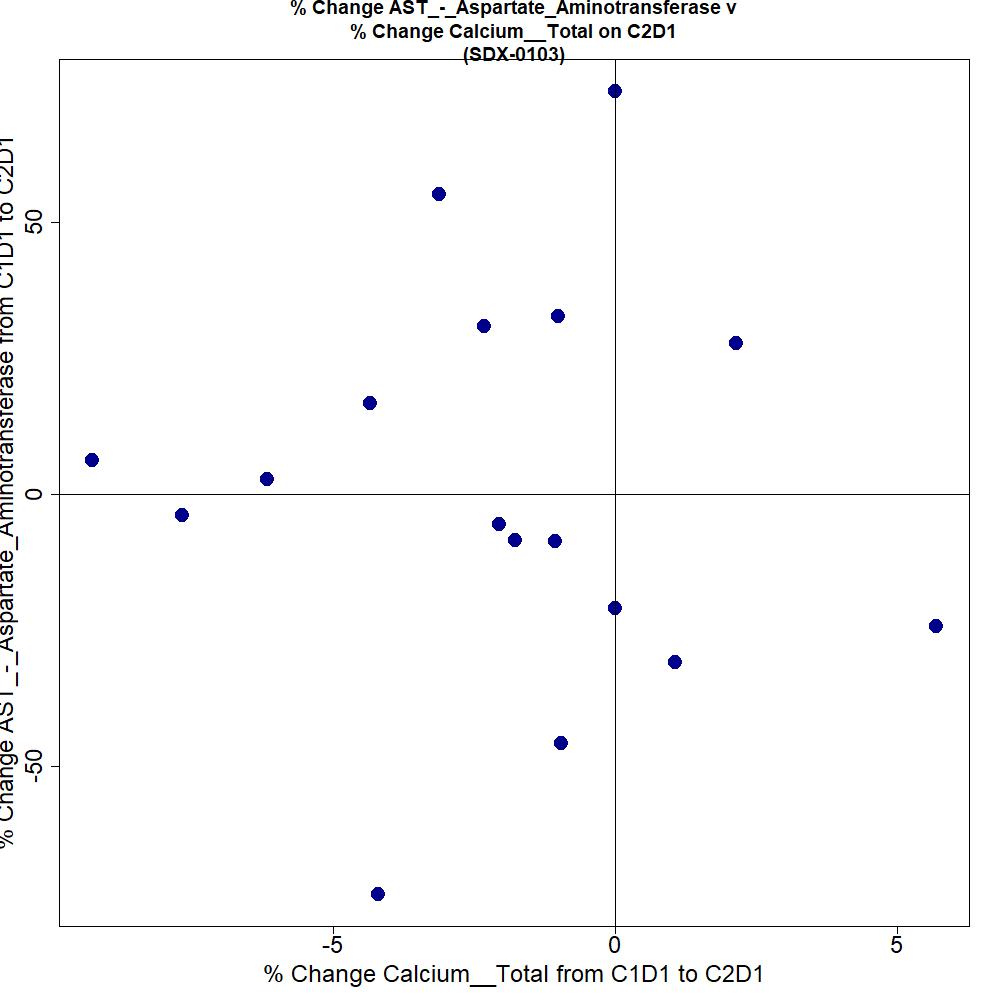 % Change AST_-_Aspartate_Aminotransferase v
% Change Calcium__Total on C2D1
(SDX-0103)
% Change AST_-_Aspartate_Aminotransferase from C1D1 to C2D1
50
0
-50
-5
0
5
% Change Calcium__Total from C1D1 to C2D1